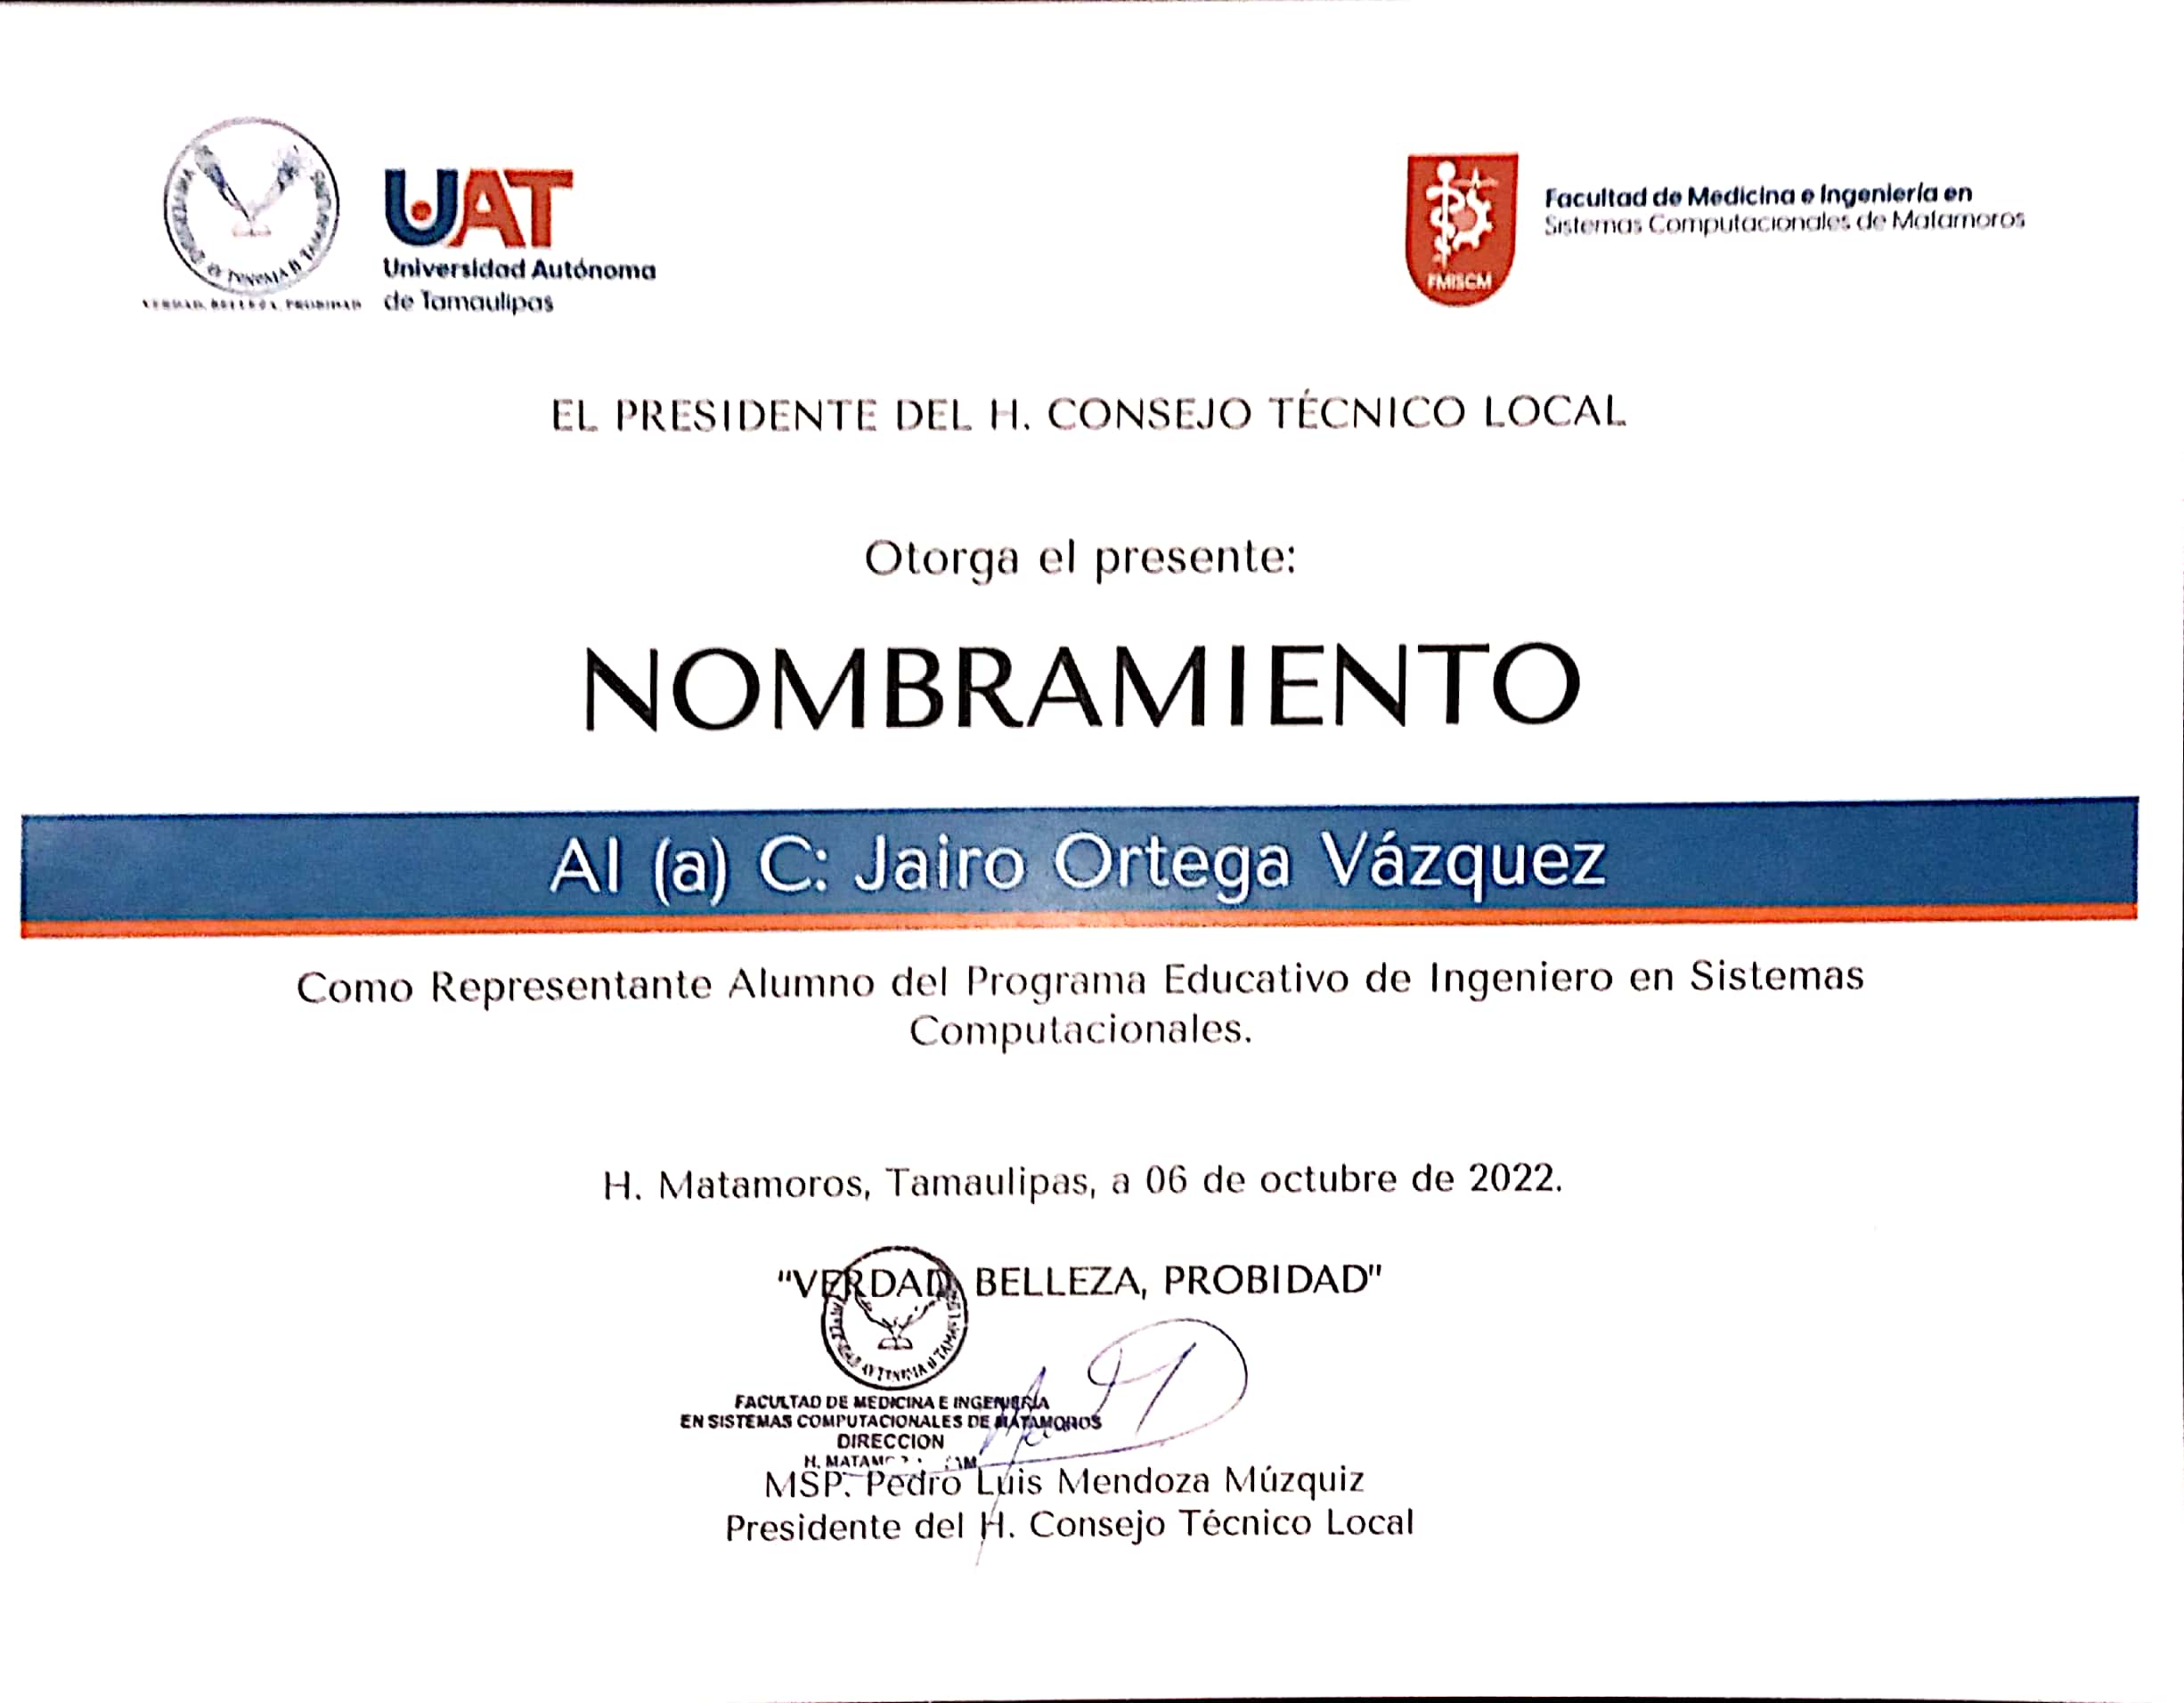 UAT
Universidad Autónoma
de Tamaulipas
VERDAD, BELLEZA, PROBIDAD
FMISCM
Facultad de Medicina e Ingeniería en
Sistemas Computacionales de Matamoros
EL PRESIDENTE DEL H. CONSEJO TÉCNICO LOCAL
Otorga el presente:
NOMBRAMIENTO
Al (a) C: Jairo Ortega Vázquez
Como Representante Alumno del Programa Educativo de Ingeniero en Sistemas
Computacionales.
H. Matamoros, Tamaulipas, a 06 de octubre de 2022.
"VERDAD, BELLEZA, PROBIDAD"
FACULTAD DE MEDICINA E INGENIERÍA
EN SISTEMAS COMPUTACIONALES DE MATAMOROS
DIRECCION
H.
MSP. Pedro Luis Mendoza Múzquiz
Presidente del H. Consejo Técnico Local